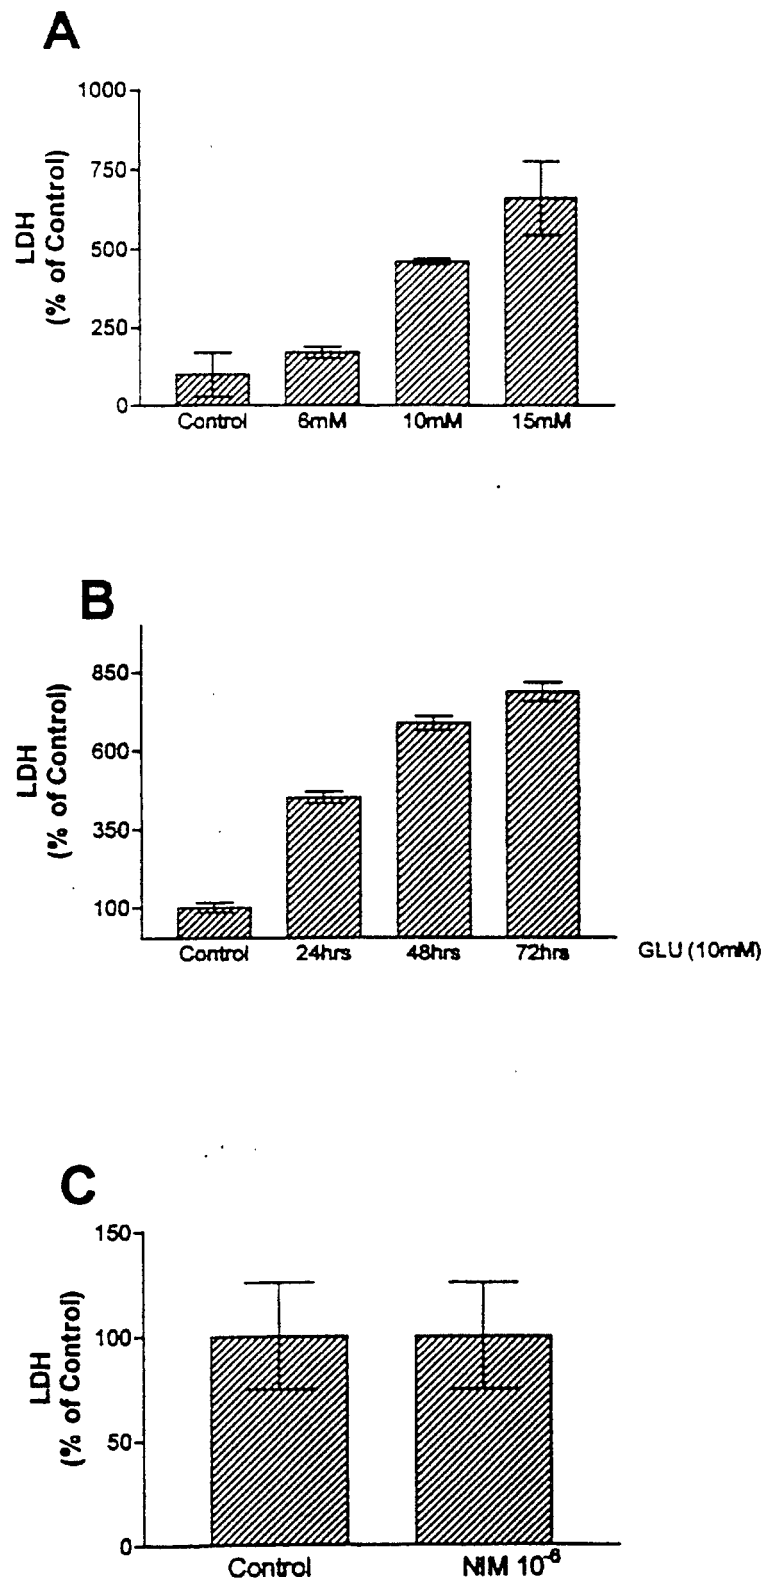 A
1000
750
500
250
0
LDH
(% of Control)
Control 6mM 10mM 15mM
B
850
600
350
100
LDH
(% of Control)
Control 24hrs 48hrs 72hrs GLU (10mM)
C
150
100
50
0
LDH
(% of Control)
Control NIM 10⁻⁶